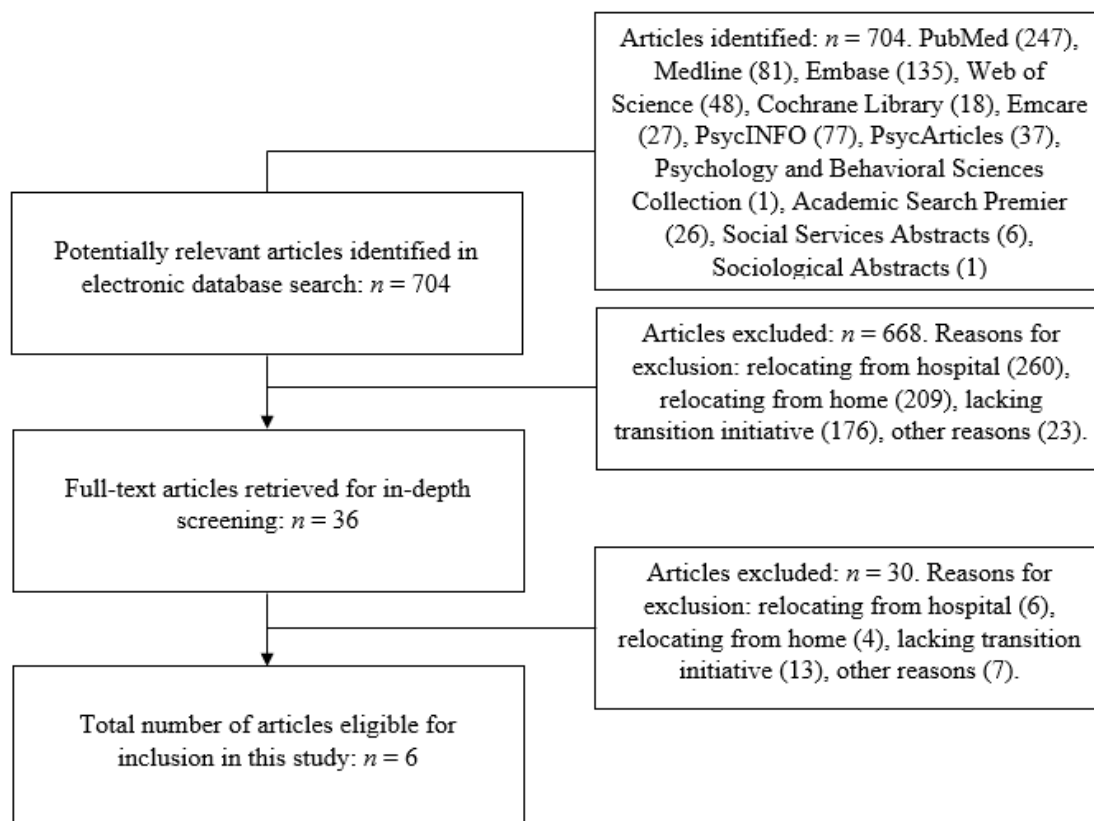 Articles identified: n = 704. PubMed (247),
Medline (81), Embase (135), Web of
Science (48), Cochrane Library (18), Emcare
(27), PsycINFO (77), PsycArticles (37),
Psychology and Behavioral Sciences
Collection (1), Academic Search Premier
(26), Social Services Abstracts (6),
Sociological Abstracts (1)
Potentially relevant articles identified in
electronic database search: n = 704
Articles excluded: n = 668. Reasons for
exclusion: relocating from hospital (260),
relocating from home (209), lacking
transition initiative (176), other reasons (23).
Full-text articles retrieved for in-depth
screening: n = 36
Articles excluded: n = 30. Reasons for
exclusion: relocating from hospital (6),
relocating from home (4), lacking transition
initiative (13), other reasons (7).
Total number of articles eligible for
inclusion in this study: n = 6